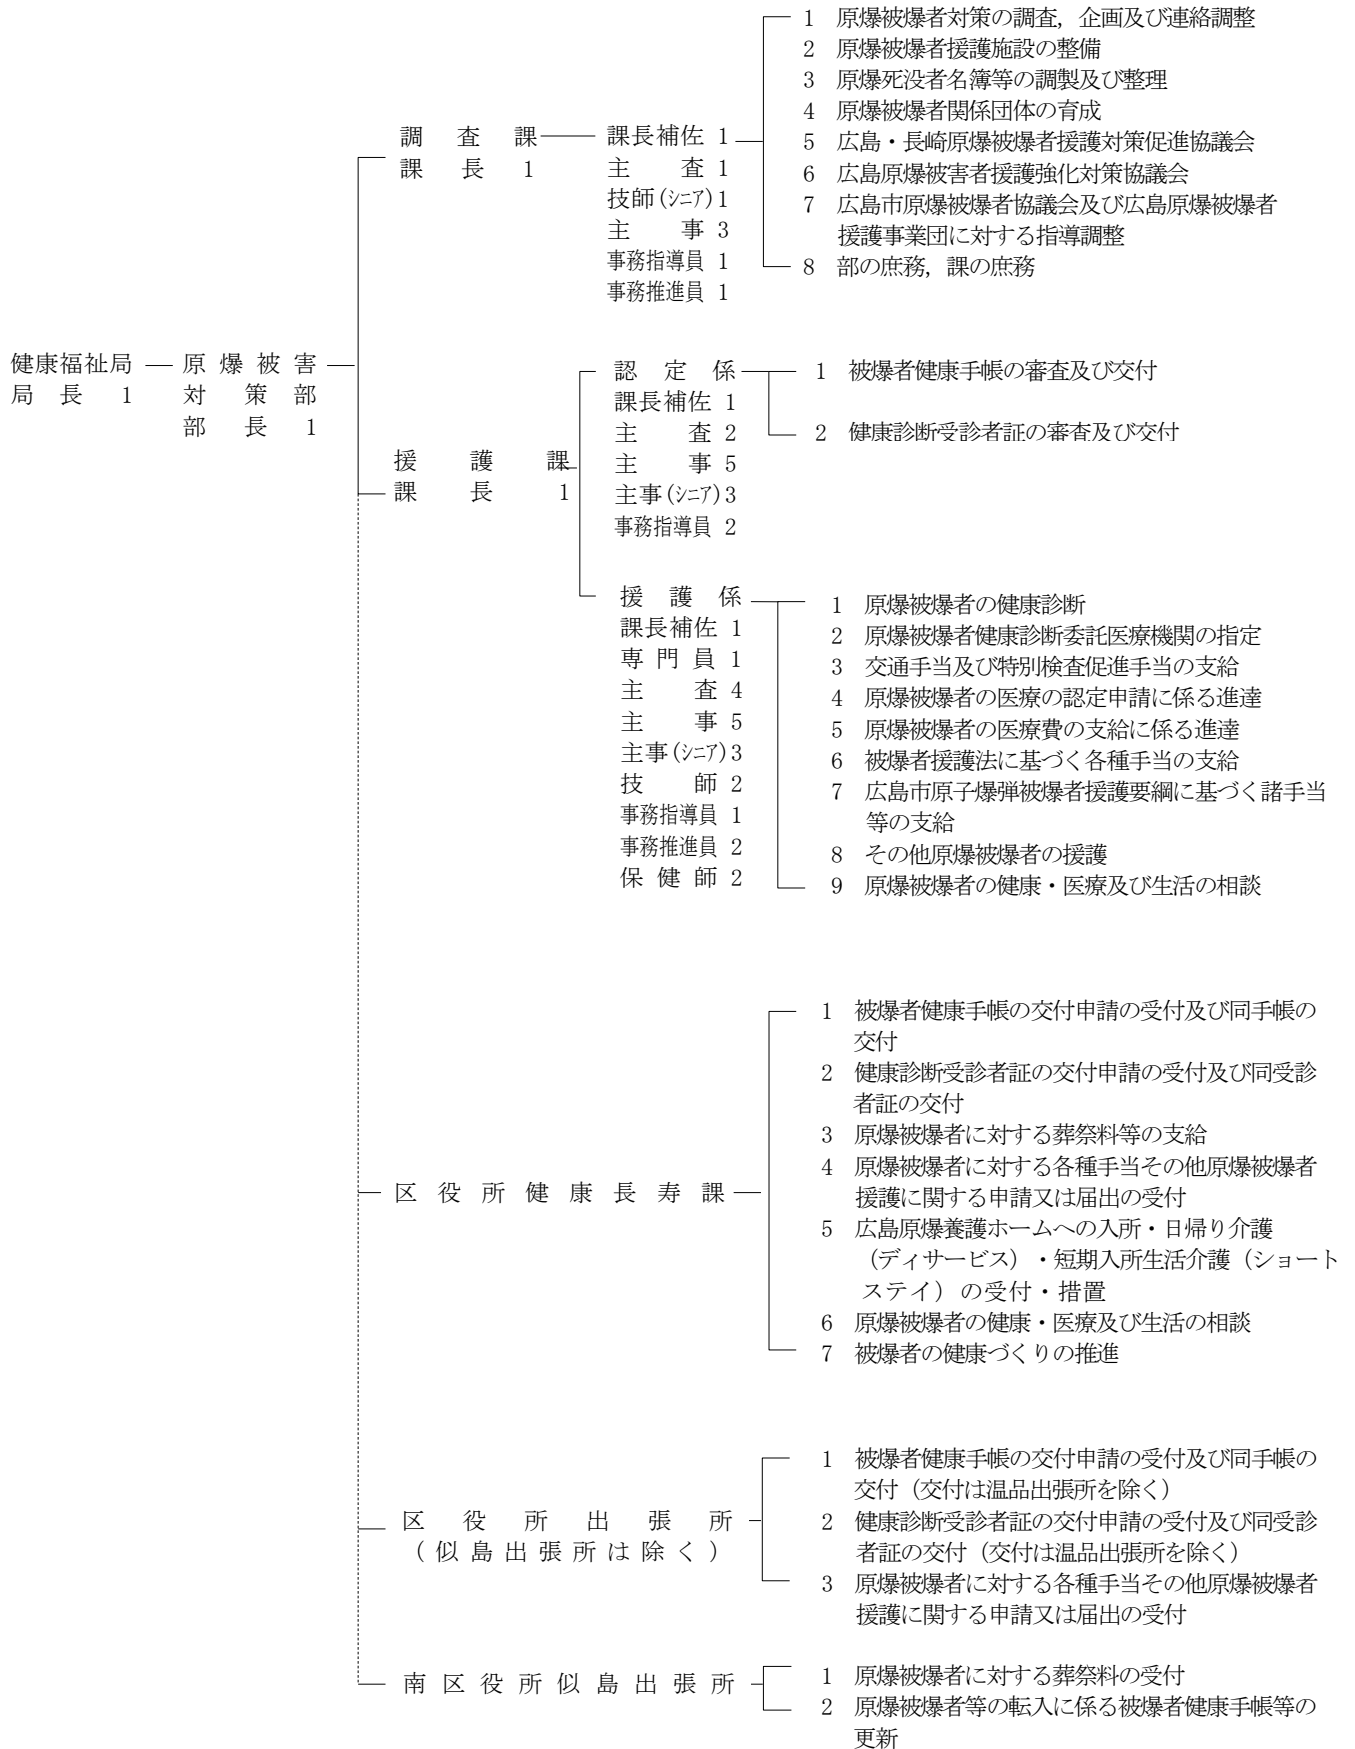 健康福祉局
局長 1
原爆被害
対策部
部長 1
調査課
課長 1
課長補佐 1
主査 1
技師(シニア)1
主事 3
事務指導員 1
事務推進員 1
1 原爆被爆者対策の調査，企画及び連絡調整
2 原爆被爆者援護施設の整備
3 原爆死没者名簿等の調製及び整理
4 原爆被爆者関係団体の育成
5 広島・長崎原爆被爆者援護対策促進協議会
6 広島原爆被害者援護強化対策協議会
7 広島市原爆被爆者協議会及び広島原爆被爆者
援護事業団に対する指導調整
8 部の庶務，課の庶務
援護課
課長 1
認定係
課長補佐 1
主査 2
主事 5
主事(シニア)3
事務指導員 2
1 被爆者健康手帳の審査及び交付
2 健康診断受診者証の審査及び交付
援護係
課長補佐 1
専門員 1
主査 4
主事 5
主事(シニア)3
技師 2
事務指導員 1
事務推進員 2
保健師 2
1 原爆被爆者の健康診断
2 原爆被爆者健康診断委託医療機関の指定
3 交通手当及び特別検査促進手当の支給
4 原爆被爆者の医療の認定申請に係る進達
5 原爆被爆者の医療費の支給に係る進達
6 被爆者援護法に基づく各種手当の支給
7 広島市原子爆弾被爆者援護要綱に基づく諸手当
等の支給
8 その他原爆被爆者の援護
9 原爆被爆者の健康・医療及び生活の相談
区役所健康長寿課
1 被爆者健康手帳の交付申請の受付及び同手帳の
交付
2 健康診断受診者証の交付申請の受付及び同受診
者証の交付
3 原爆被爆者に対する葬祭料等の支給
4 原爆被爆者に対する各種手当その他原爆被爆者
援護に関する申請又は届出の受付
5 広島原爆養護ホームへの入所・日帰り介護
（ディサービス）・短期入所生活介護（ショート
ステイ）の受付・措置
6 原爆被爆者の健康・医療及び生活の相談
7 被爆者の健康づくりの推進
区役所出張所
(似島出張所は除く)
1 被爆者健康手帳の交付申請の受付及び同手帳の
交付（交付は温品出張所を除く）
2 健康診断受診者証の交付申請の受付及び同受診
者証の交付（交付は温品出張所を除く）
3 原爆被爆者に対する各種手当その他原爆被爆者
援護に関する申請又は届出の受付
南区役所似島出張所
1 原爆被爆者に対する葬祭料の受付
2 原爆被爆者等の転入に係る被爆者健康手帳等の
更新